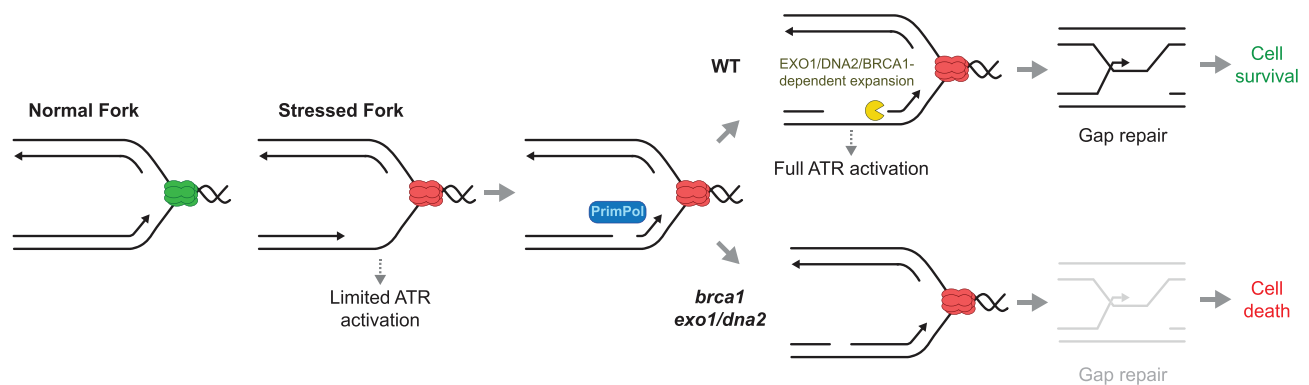 Normal Fork
Stressed Fork
Limited ATR
activation
PrimPol
WT
EXO1/DNA2/BRCA1-
dependent expansion
Full ATR activation
Gap repair
Cell
survival
brca1
exo1/dna2
Gap repair
Cell
death